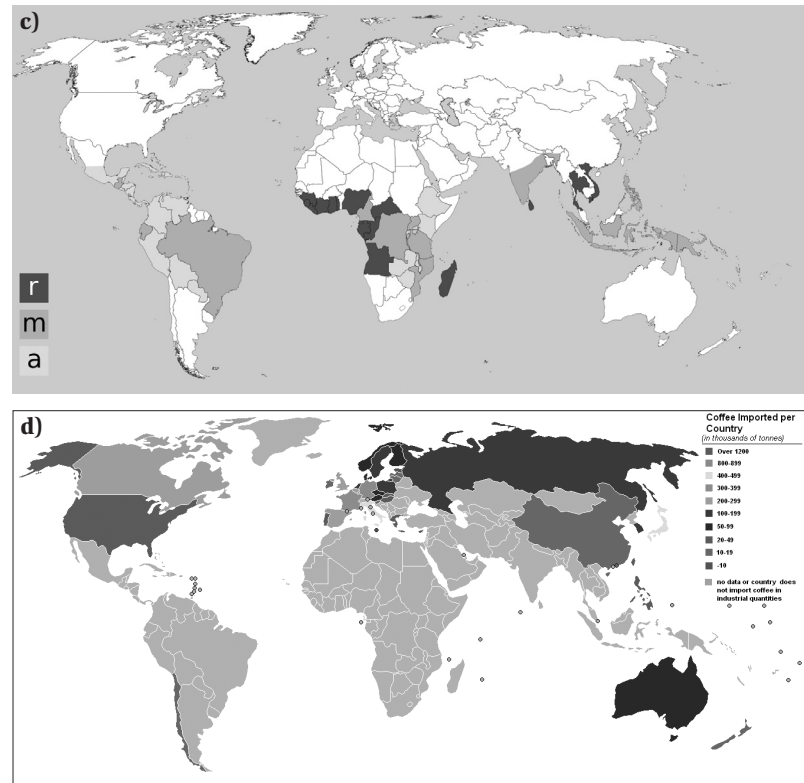 c)
r
m
a
d)
Coffee Imported per
Country
(in thousands of tonnes)
Over 1200
800-899
400-499
300-399
200-299
100-199
50-99
20-49
10-19
-10
no data or country does
not import coffee in
industrial quantities